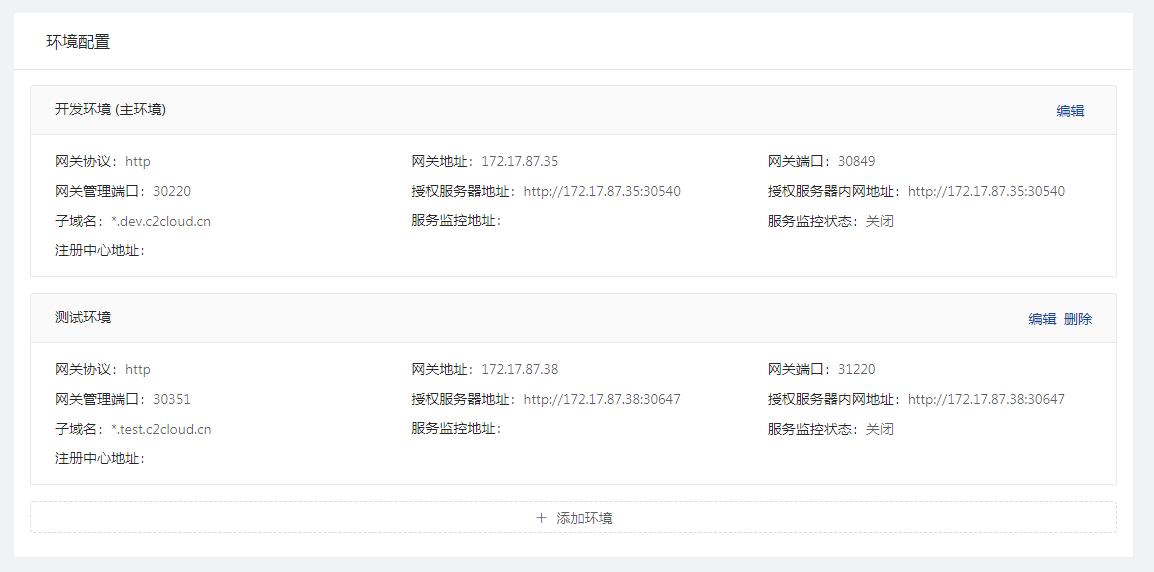 环境配置
开发环境 (主环境) 编辑
网关协议：http 网关地址：172.17.87.35 网关端口：30849
网关管理端口：30220 授权服务器地址：http://172.17.87.35:30540 授权服务器内网地址：http://172.17.87.35:30540
子域名：*.dev.c2cloud.cn 服务监控地址： 服务监控状态：关闭
注册中心地址：
测试环境 编辑 删除
网关协议：http 网关地址：172.17.87.38 网关端口：31220
网关管理端口：30351 授权服务器地址：http://172.17.87.38:30647 授权服务器内网地址：http://172.17.87.38:30647
子域名：*.test.c2cloud.cn 服务监控地址： 服务监控状态：关闭
注册中心地址：
+ 添加环境